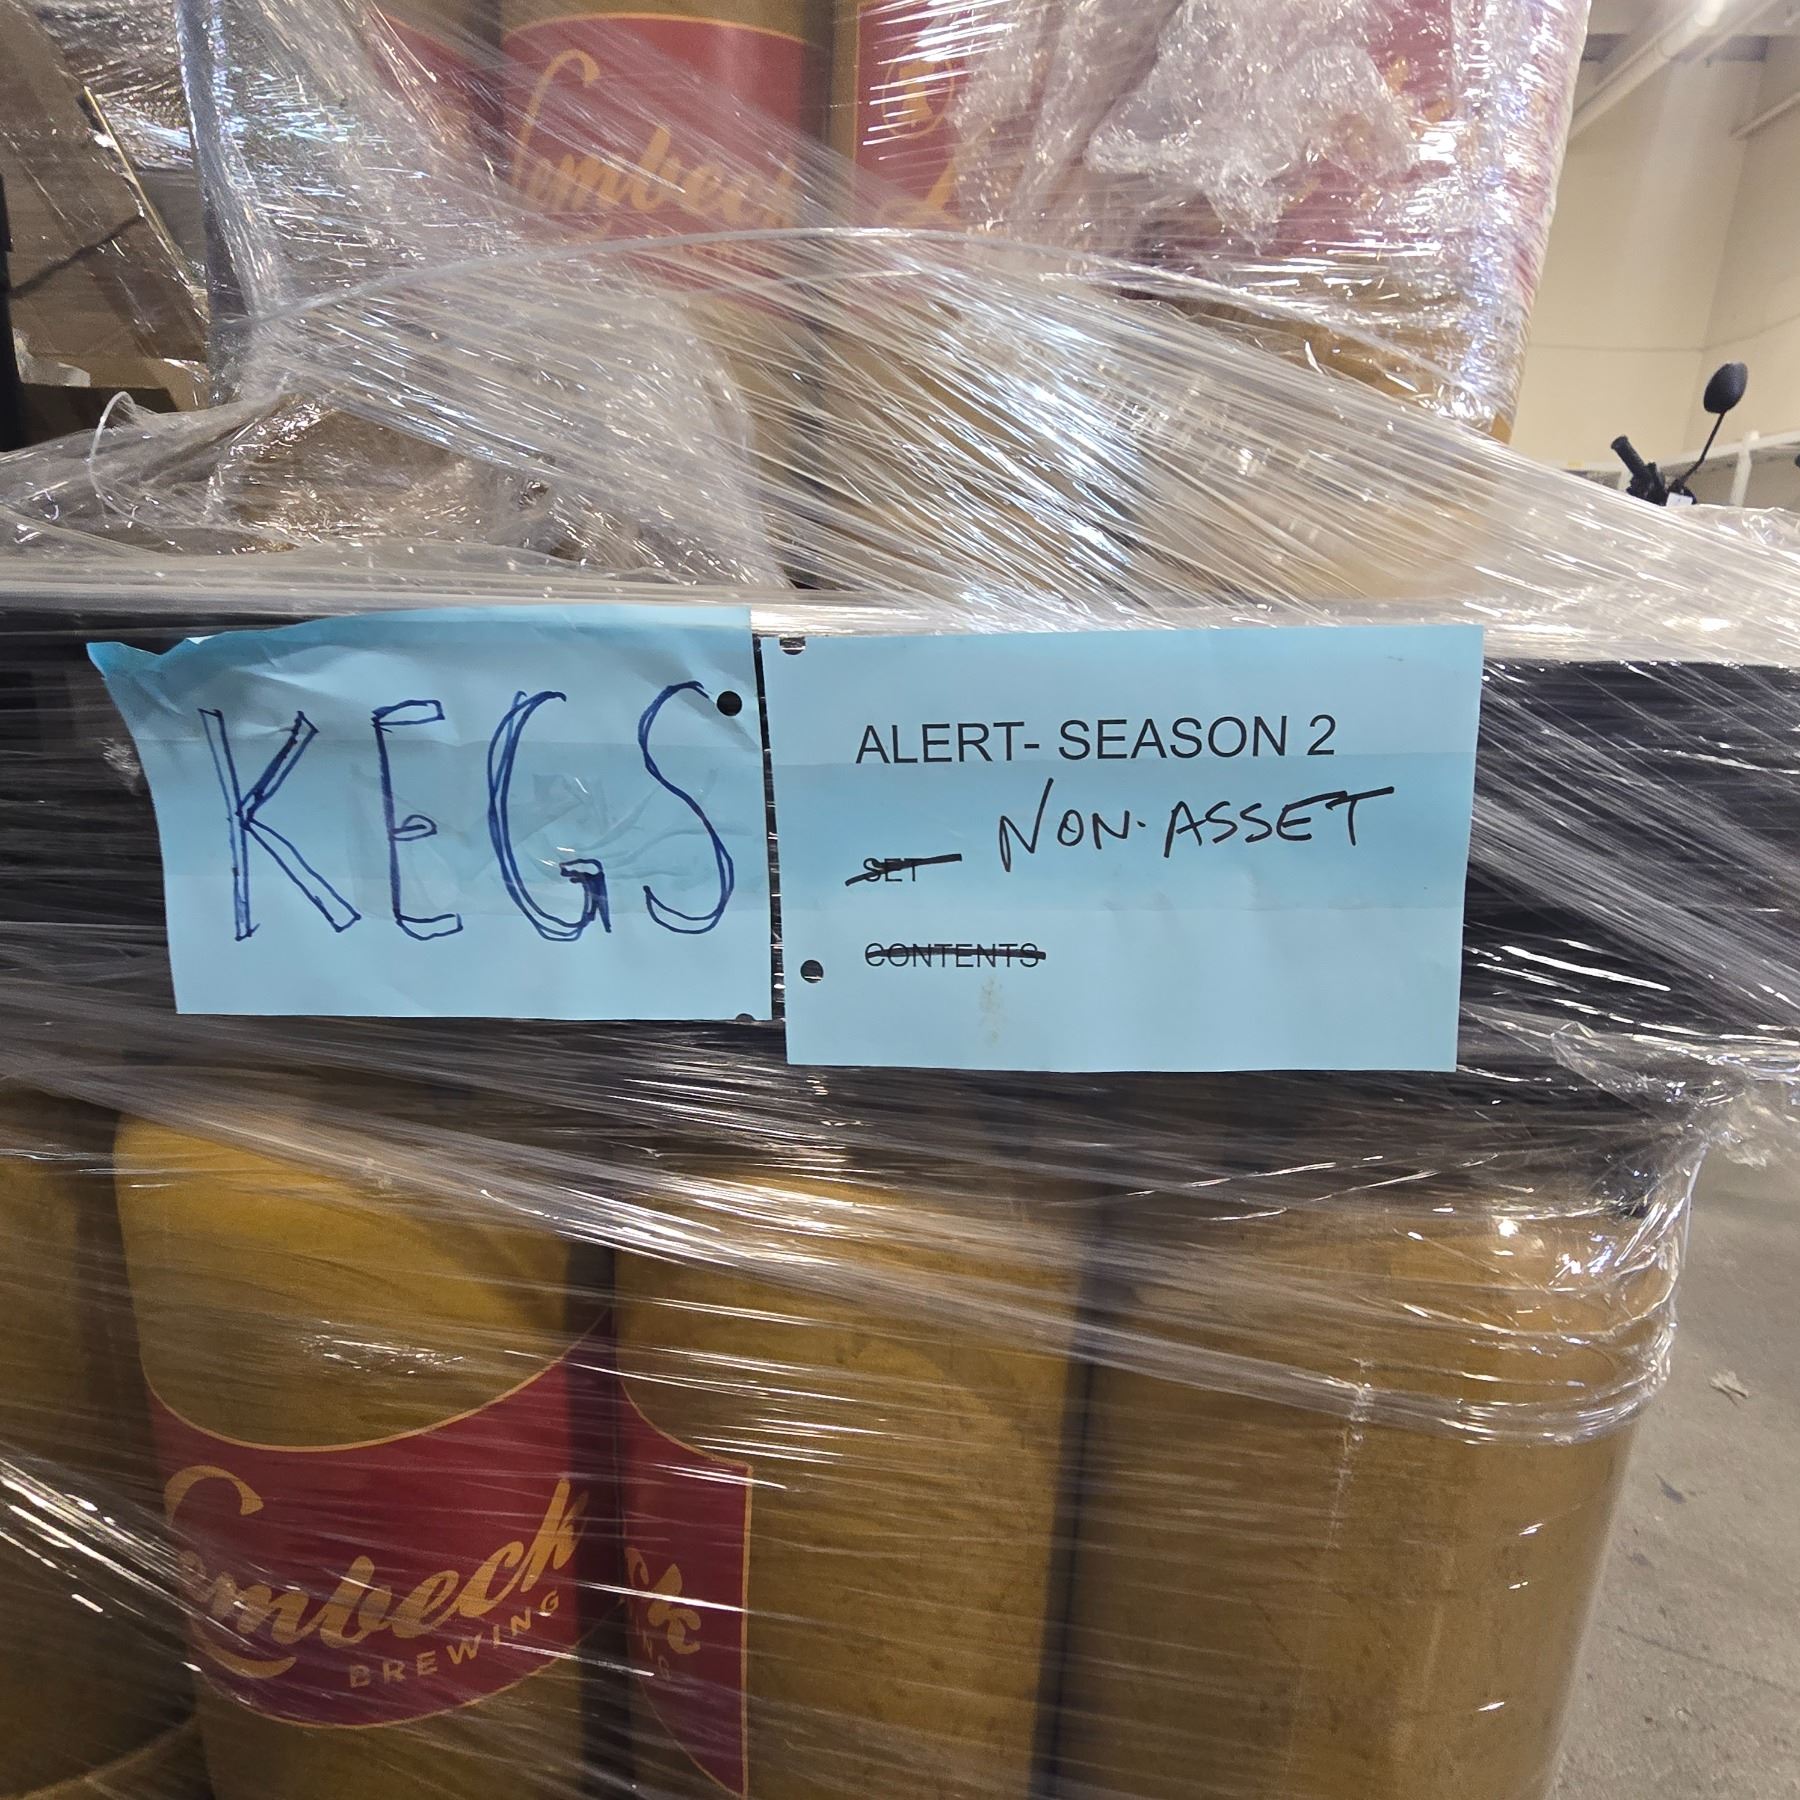 KEGS
ALERT- SEASON 2
NON-ASSET
SET
CONTENTS
BREWING